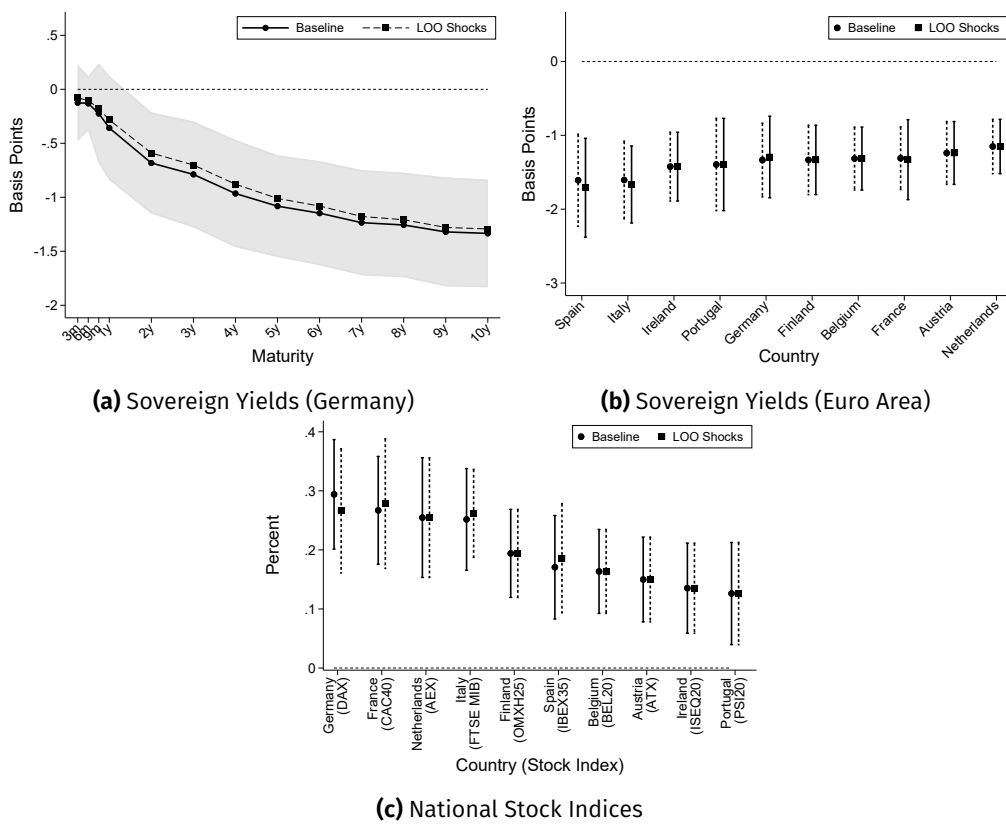 Baseline
LOO Shocks
.5
0
-.5
-1
-1.5
-2
Basis Points
3m
6m
9m
1y
2y
3y
4y
5y
6y
7y
8y
9y
10y
Maturity
(a) Sovereign Yields (Germany)
Baseline
LOO Shocks
0
-1
-2
-3
Basis Points
Spain
Italy
Ireland
Portugal
Germany
Finland
Belgium
France
Austria
Netherlands
Country
(b) Sovereign Yields (Euro Area)
Baseline
LOO Shocks
.4
.3
.2
.1
0
Percent
Germany
(DAX)
France
(CAC40)
Netherlands
(AEX)
Italy
(FTSE MIB)
Finland
(OMXH25)
Spain
(IBEX35)
Belgium
(BEL20)
Austria
(ATX)
Ireland
(ISEQ20)
Portugal
(PSI20)
Country (Stock Index)
(c) National Stock Indices